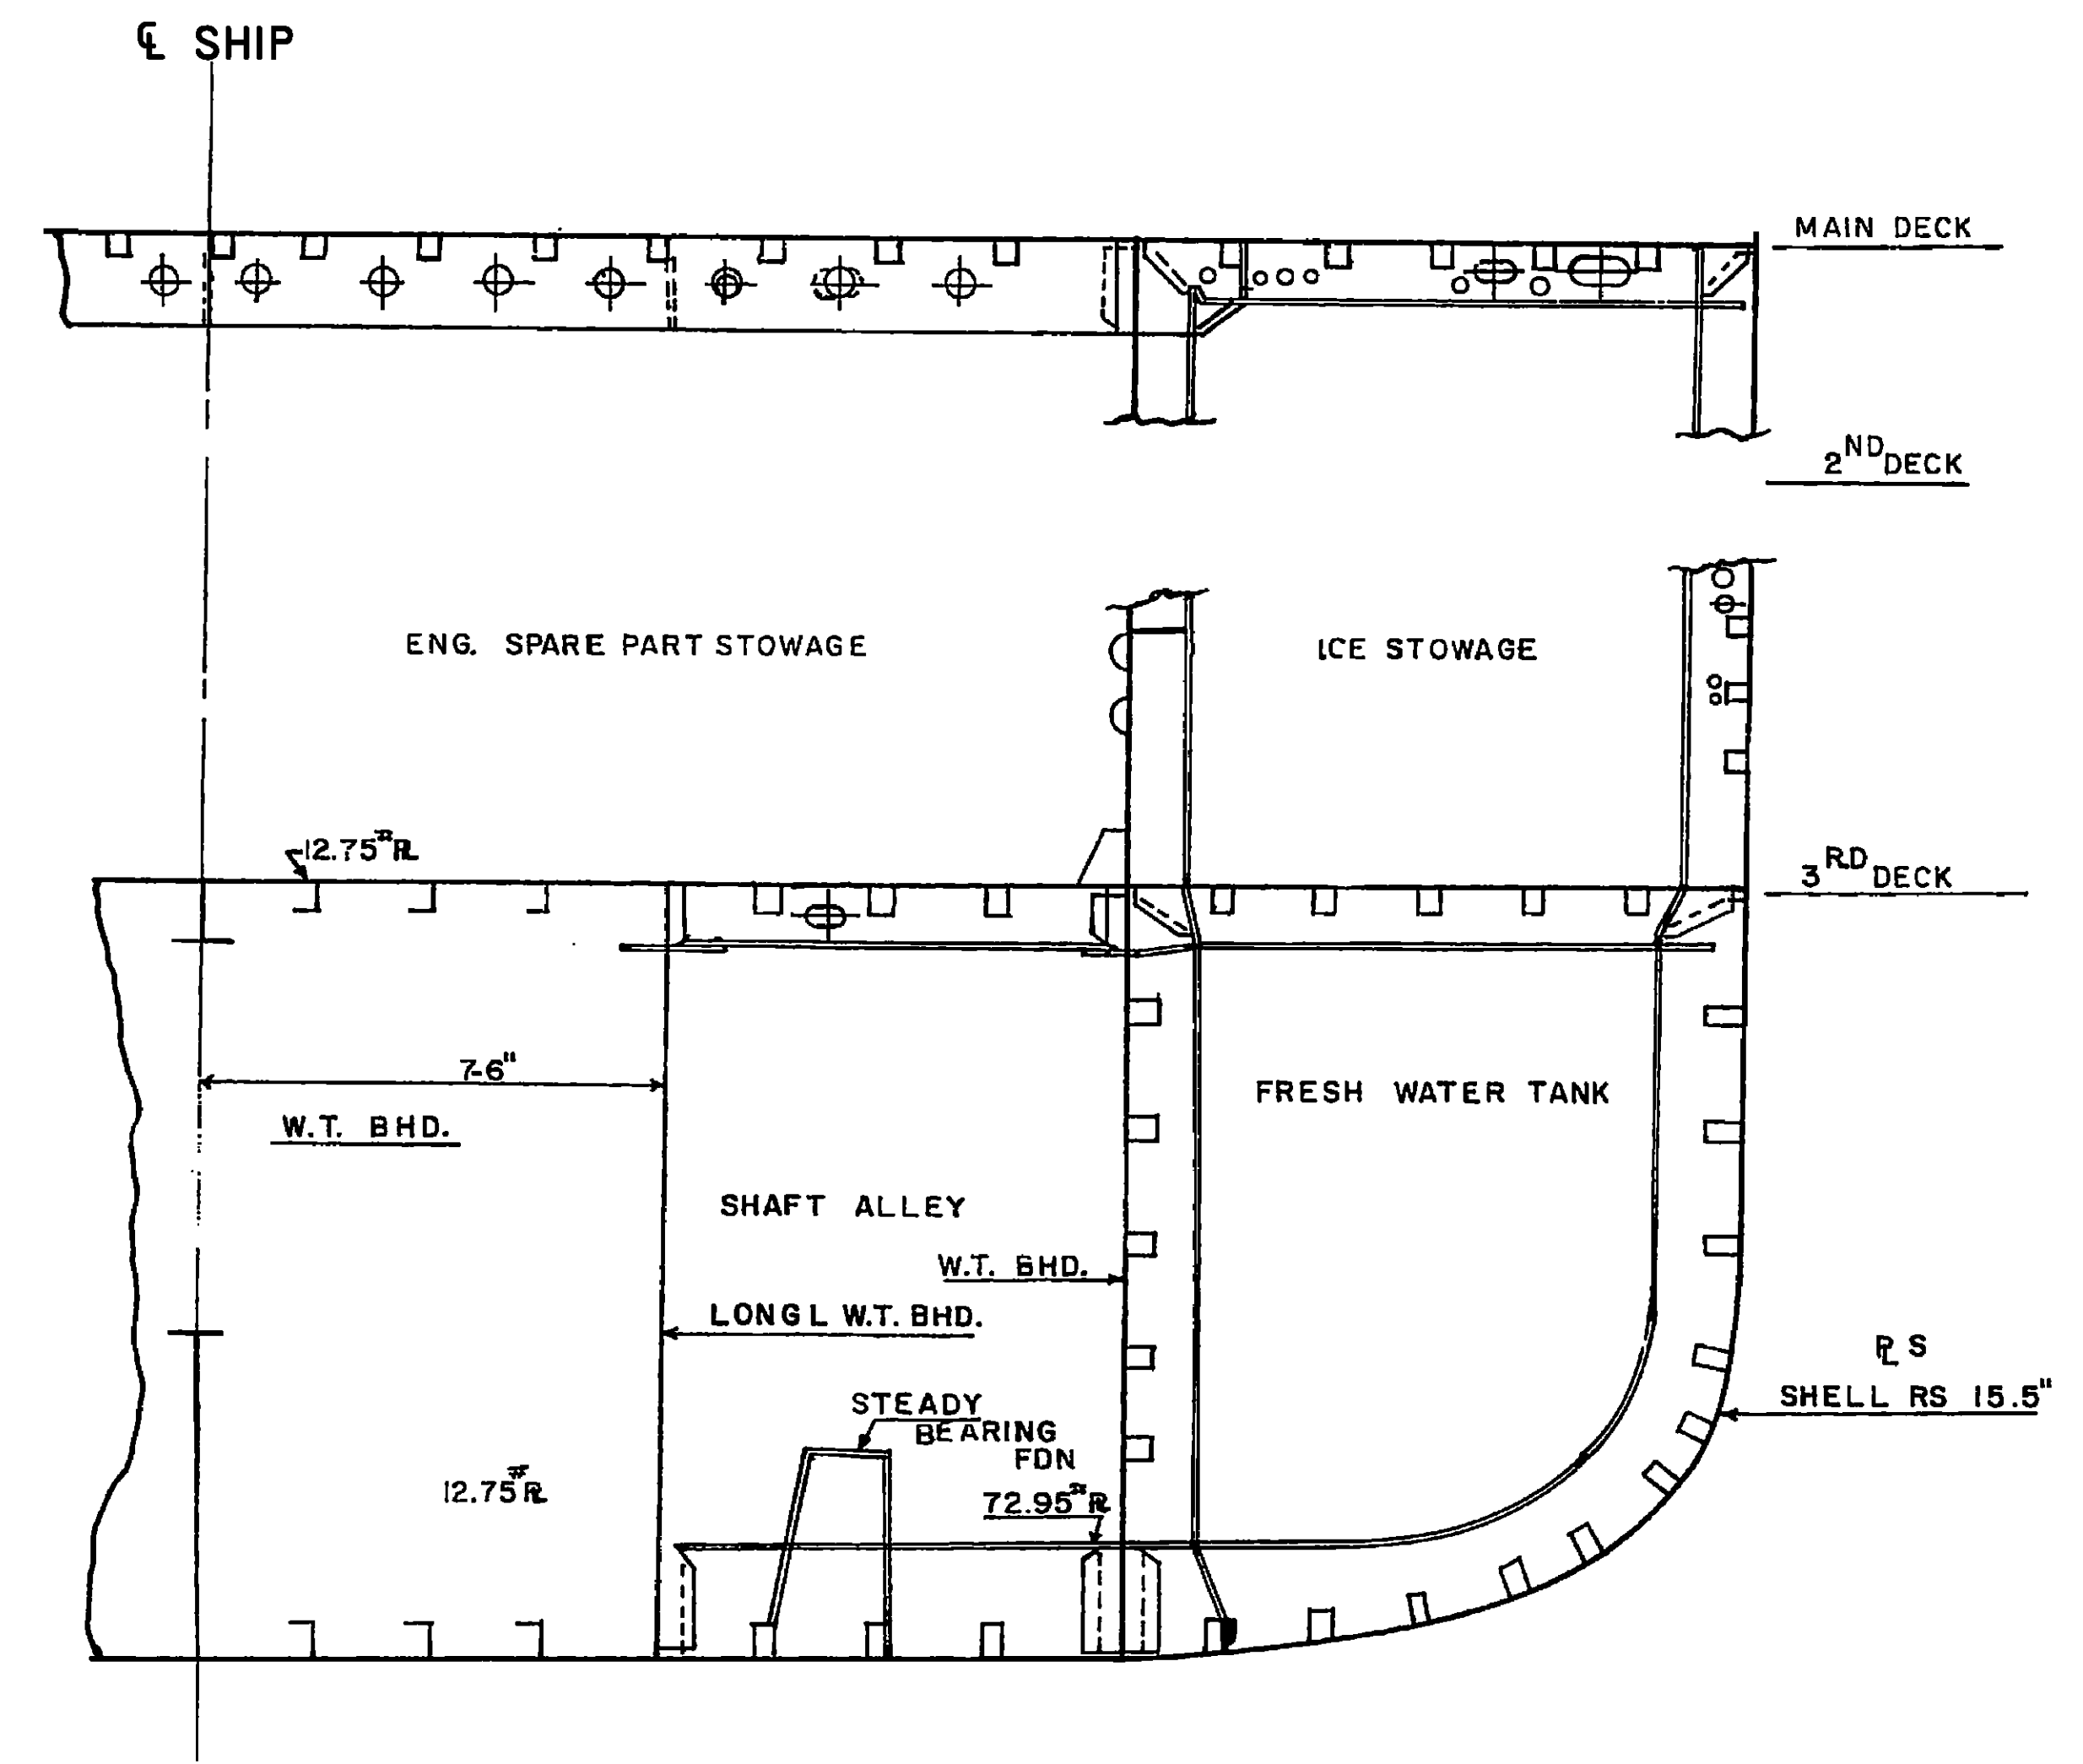 ℄ SHIP
MAIN DECK
2ND DECK
ENG. SPARE PART STOWAGE
ICE STOWAGE
12.75# PL
3RD DECK
7-6"
W.T. BHD.
FRESH WATER TANK
SHAFT ALLEY
W.T. BHD.
LONGL W.T. BHD.
PL S
SHELL RS 15.5"
STEADY
BEARING
FDN
12.75# PL
72.95# PL